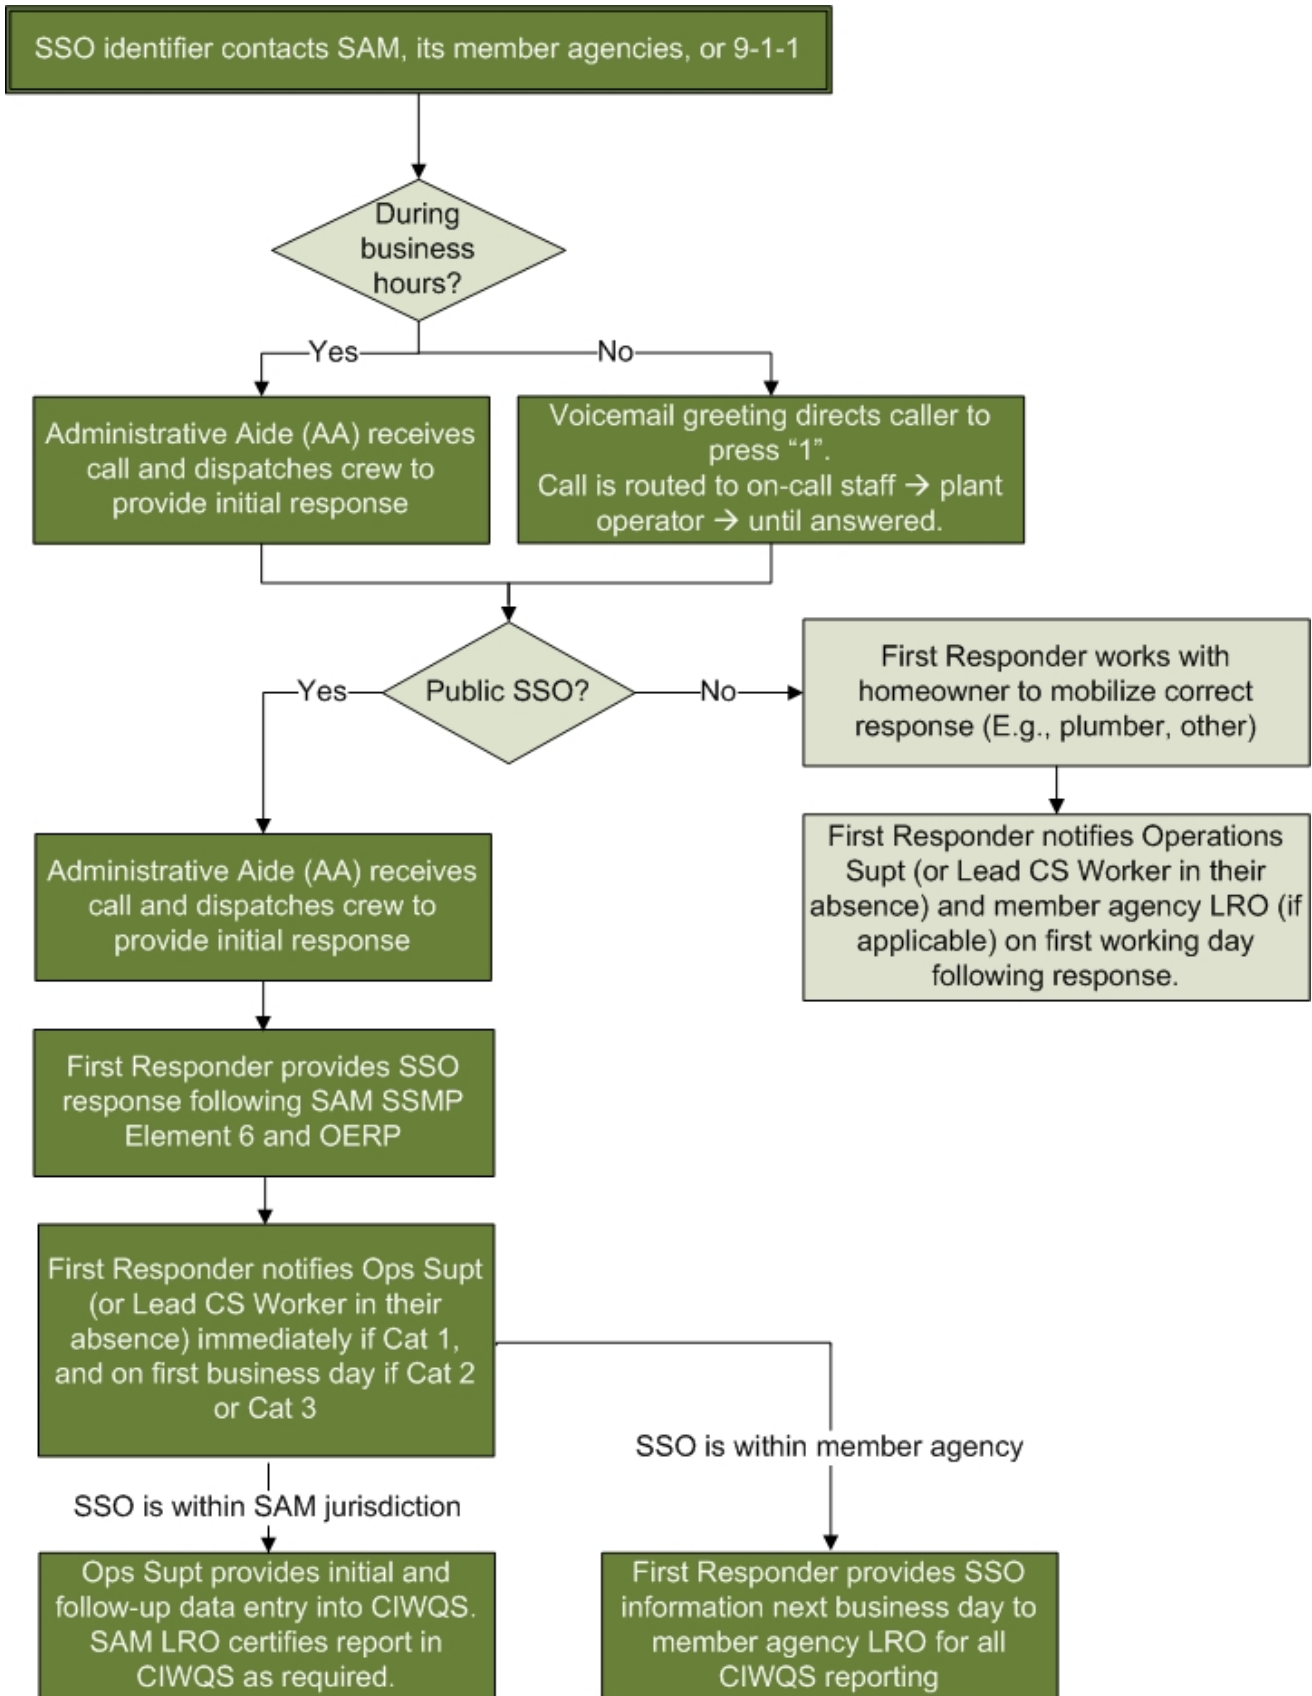 SSO identifier contacts SAM, its member agencies, or 9-1-1
During
business
hours?
Yes
No
Administrative Aide (AA) receives
call and dispatches crew to
provide initial response
Voicemail greeting directs caller to
press “1”.
Call is routed to on-call staff → plant
operator → until answered.
Public SSO?
Yes
No
First Responder works with
homeowner to mobilize correct
response (E.g., plumber, other)
First Responder notifies Operations
Supt (or Lead CS Worker in their
absence) and member agency LRO (if
applicable) on first working day
following response.
Administrative Aide (AA) receives
call and dispatches crew to
provide initial response
First Responder provides SSO
response following SAM SSMP
Element 6 and OERP
First Responder notifies Ops Supt
(or Lead CS Worker in their
absence) immediately if Cat 1,
and on first business day if Cat 2
or Cat 3
SSO is within member agency
SSO is within SAM jurisdiction
Ops Supt provides initial and
follow-up data entry into CIWQS.
SAM LRO certifies report in
CIWQS as required.
First Responder provides SSO
information next business day to
member agency LRO for all
CIWQS reporting